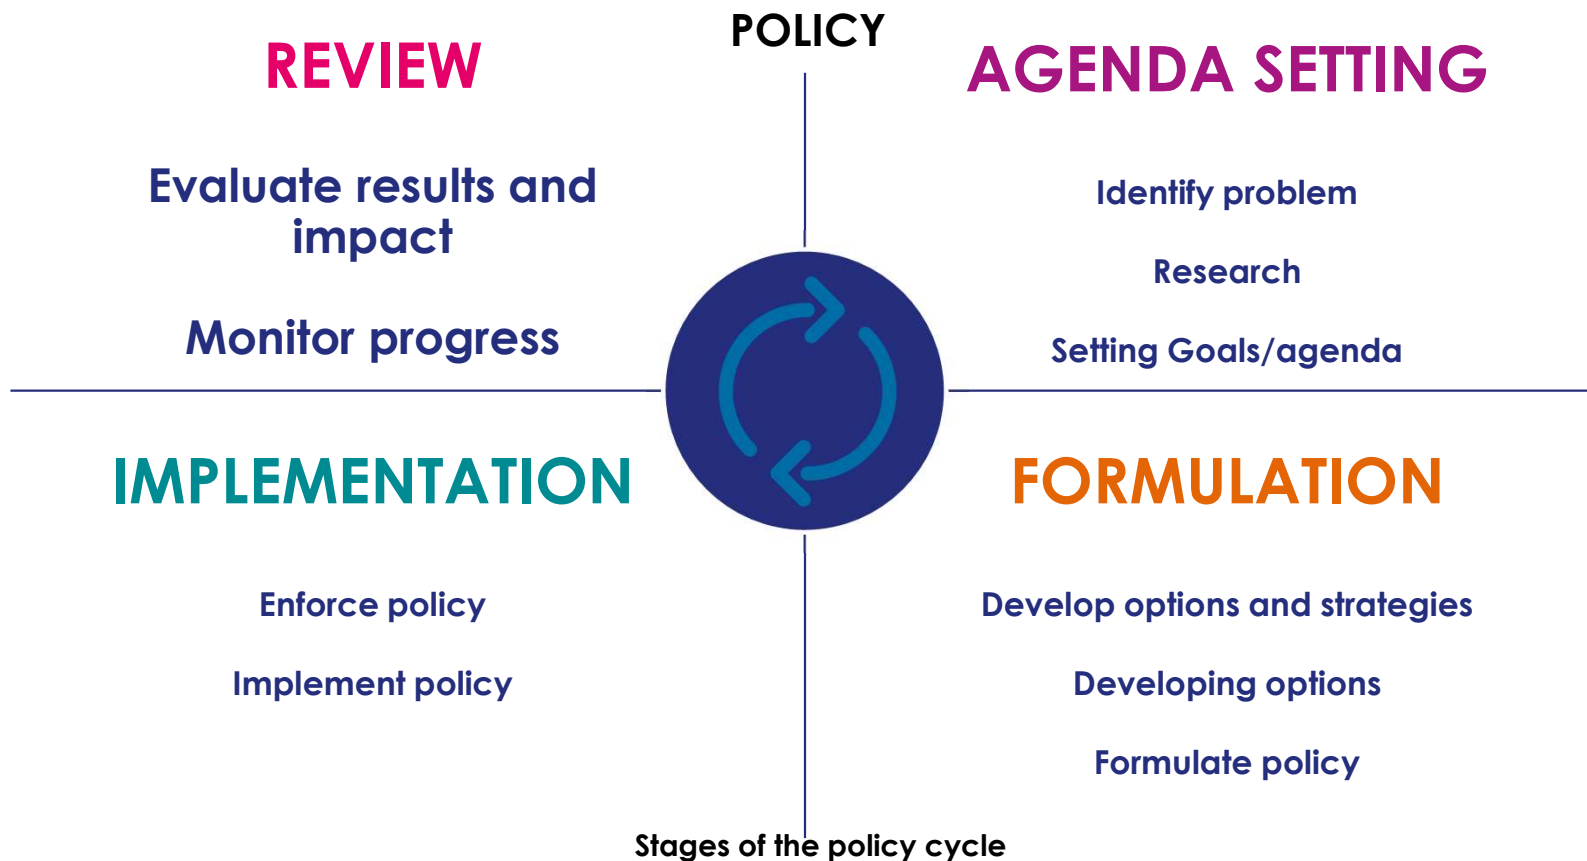 POLICY
REVIEW
Evaluate results and
impact
Monitor progress
AGENDA SETTING
Identify problem
Research
Setting Goals/agenda
IMPLEMENTATION
Enforce policy
Implement policy
FORMULATION
Develop options and strategies
Developing options
Formulate policy
Stages of the policy cycle